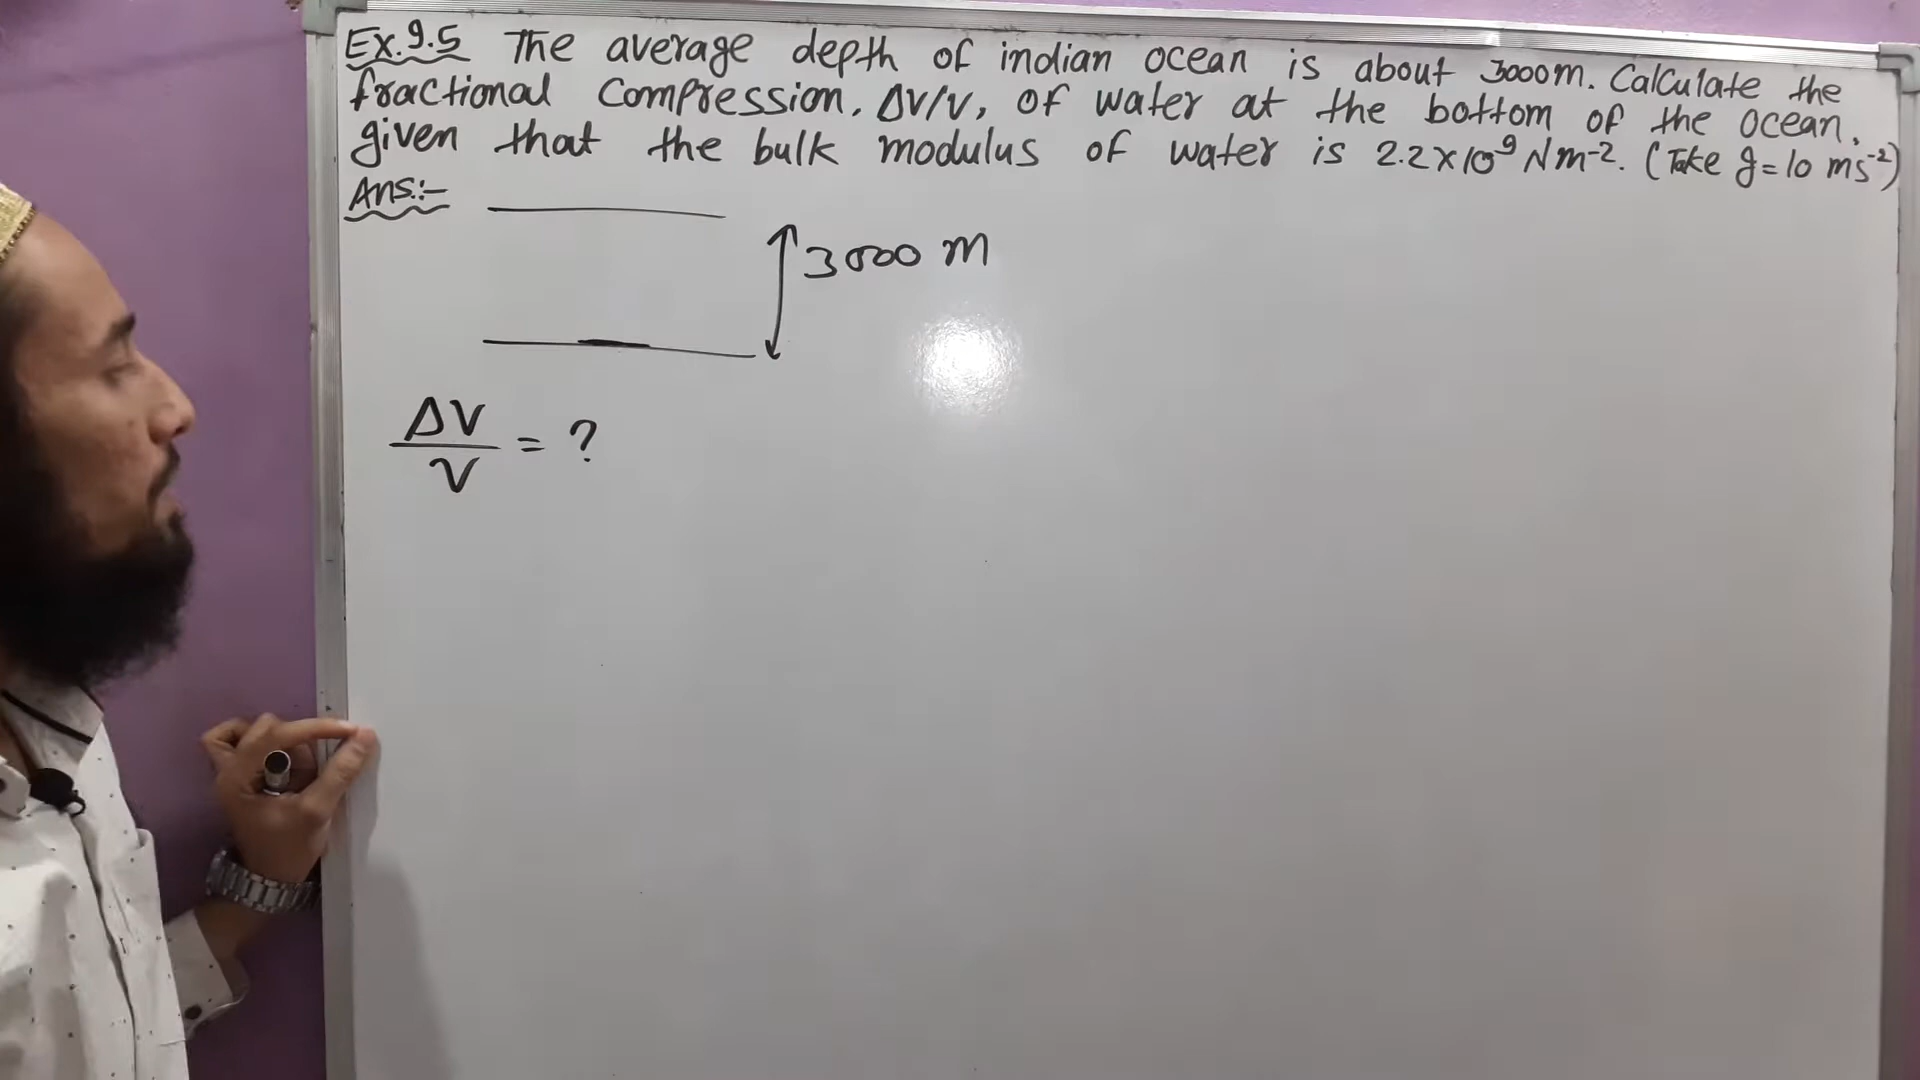 Ex.9.5 The average depth of indian ocean is about 3000m. Calculate the
fractional Compression, ΔV/V, of water at the bottom of the ocean,
given that the bulk modulus of water is 2.2×10⁹ Nm⁻². (Take g=10 ms⁻²)
Ans:-
3000 m
ΔV/V = ?